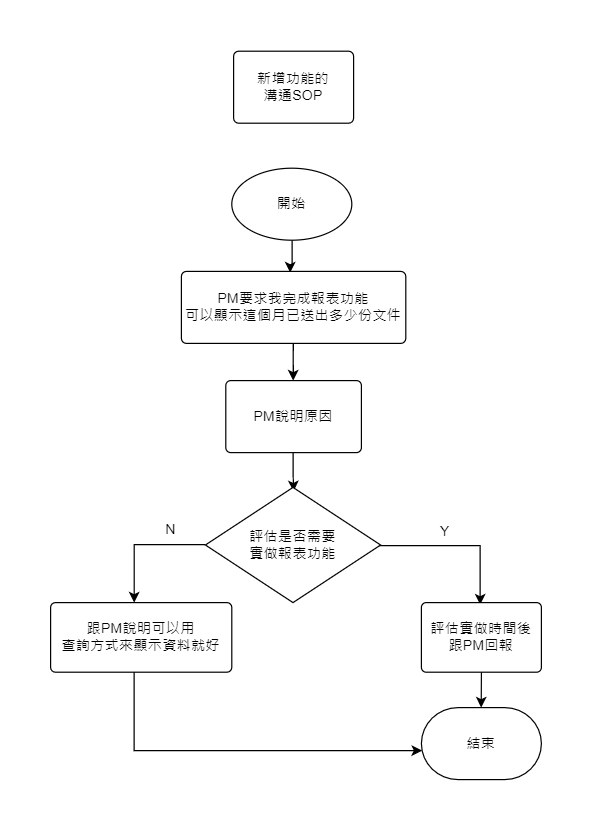 新增功能的
溝通SOP
開始
PM要求我完成報表功能
可以顯示這個月已送出多少份文件
PM說明原因
評估是否需要
實做報表功能
N
Y
跟PM說明可以用
查詢方式來顯示資料就好
評估實做時間後
跟PM回報
結束